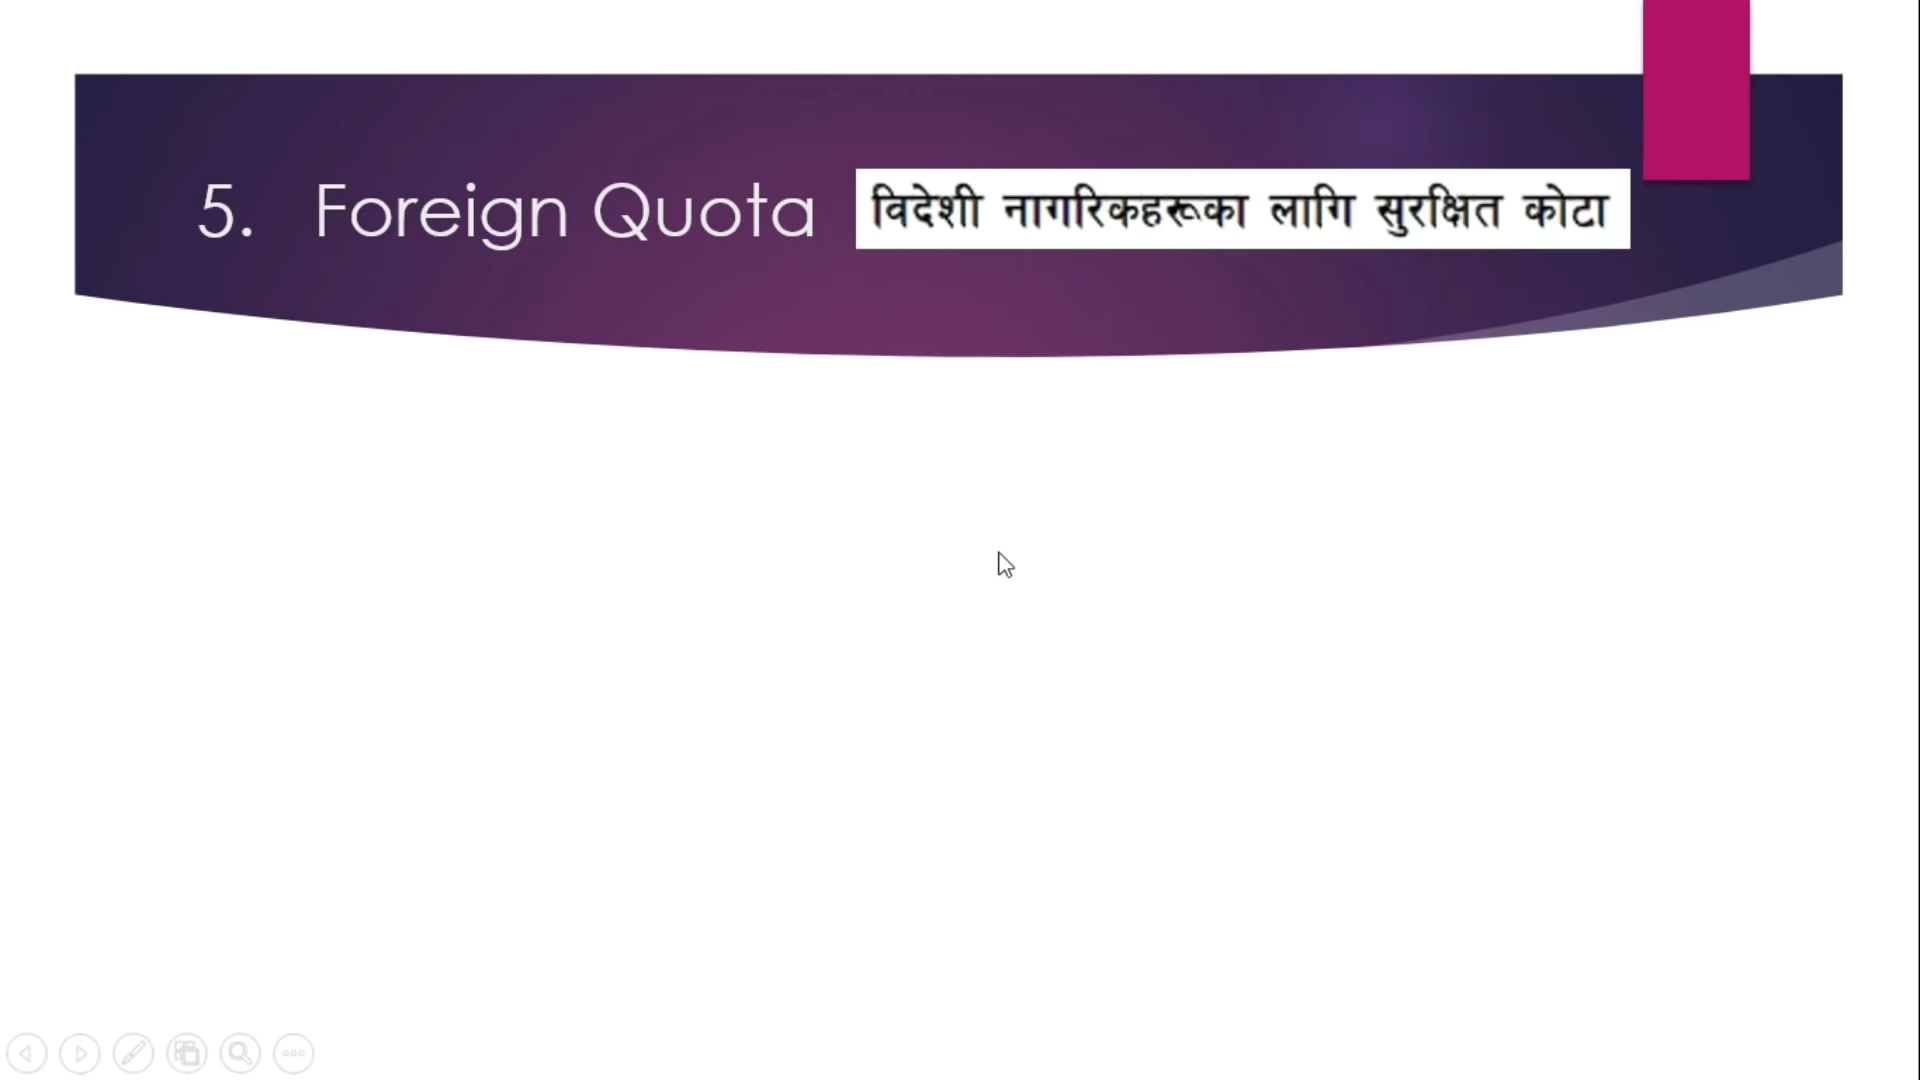 5. Foreign Quota विदेशी नागरिकहरूका लागि सुरक्षित कोटा